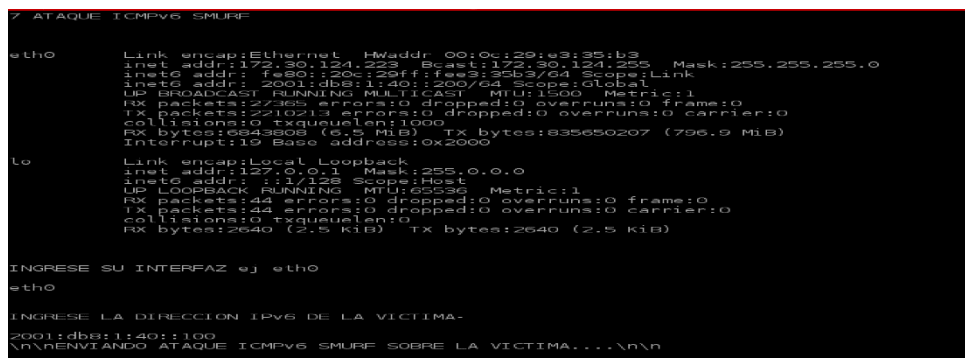 7 ATAQUE ICMPv6 SMURF
eth0 Link encap:Ethernet HWaddr 00:0c:29:e3:35:b3
inet addr:172.30.124.223 Bcast:172.30.124.255 Mask:255.255.255.0
inet6 addr: fe80::20c:29ff:fee3:35b3/64 Scope:Link
inet6 addr: 2001:db8:1:40::200/64 Scope:Global
UP BROADCAST RUNNING MULTICAST MTU:1500 Metric:1
RX packets:27365 errors:0 dropped:0 overruns:0 frame:0
TX packets:2210213 errors:0 dropped:0 overruns:0 carrier:0
collisions:0 txqueuelen:1000
RX bytes:6843808 (6.5 MiB) TX bytes:835650207 (796.9 MiB)
Interrupt:19 Base address:0x2000
lo Link encap:Local Loopback
inet addr:127.0.0.1 Mask:255.0.0.0
inet6 addr: ::1/128 Scope:Host
UP LOOPBACK RUNNING MTU:65536 Metric:1
RX packets:44 errors:0 dropped:0 overruns:0 frame:0
TX packets:44 errors:0 dropped:0 overruns:0 carrier:0
collisions:0 txqueuelen:0
RX bytes:2640 (2.5 KiB) TX bytes:2640 (2.5 KiB)
INGRESE SU INTERFAZ ej eth0
eth0
INGRESE LA DIRECCION IPv6 DE LA VICTIMA-
2001:db8:1:40::100
\n\nENVIANDO ATAQUE ICMPv6 SMURF SOBRE LA VICTIMA....\n\n